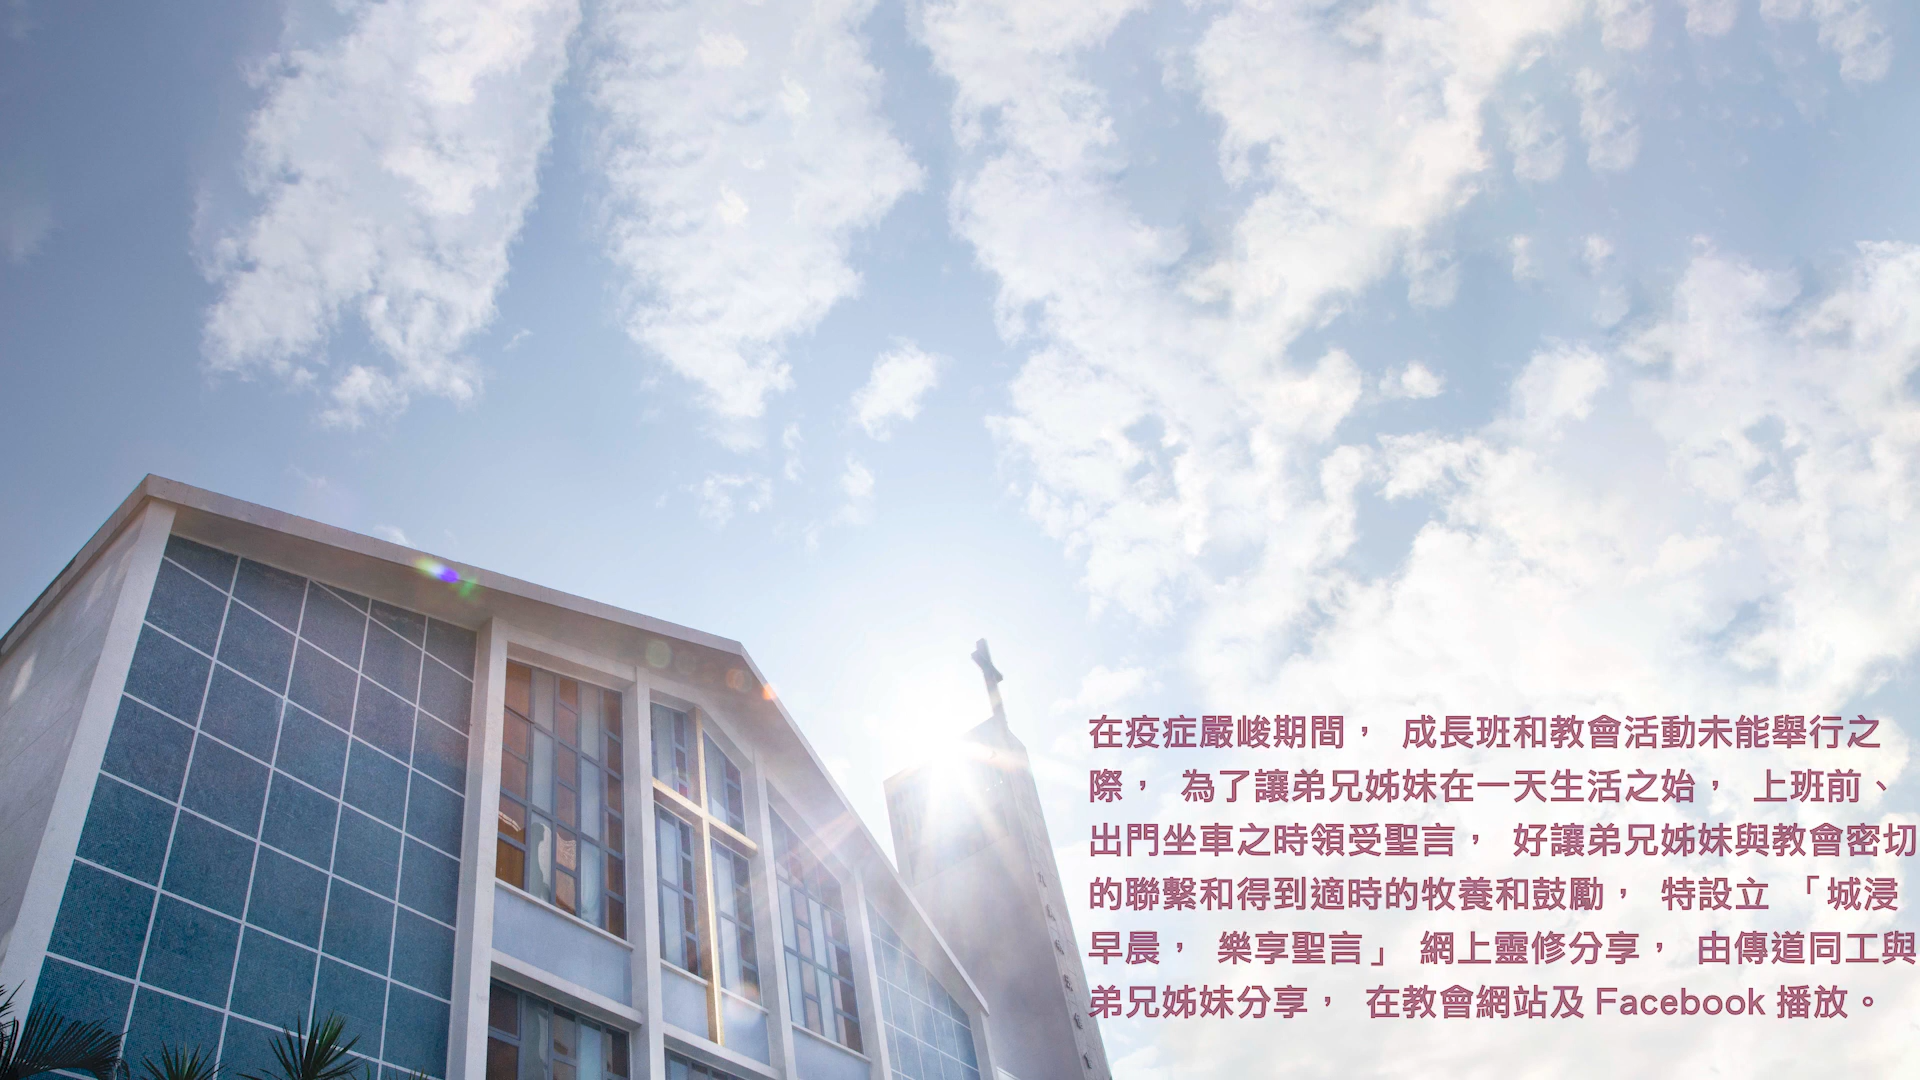 在疫症嚴峻期間， 成長班和教會活動未能舉行之
際， 為了讓弟兄姊妹在一天生活之始， 上班前、
出門坐車之時領受聖言， 好讓弟兄姊妹與教會密切
的聯繫和得到適時的牧養和鼓勵， 特設立 「城浸
早晨， 樂享聖言」 網上靈修分享， 由傳道同工與
弟兄姊妹分享， 在教會網站及 Facebook 播放。